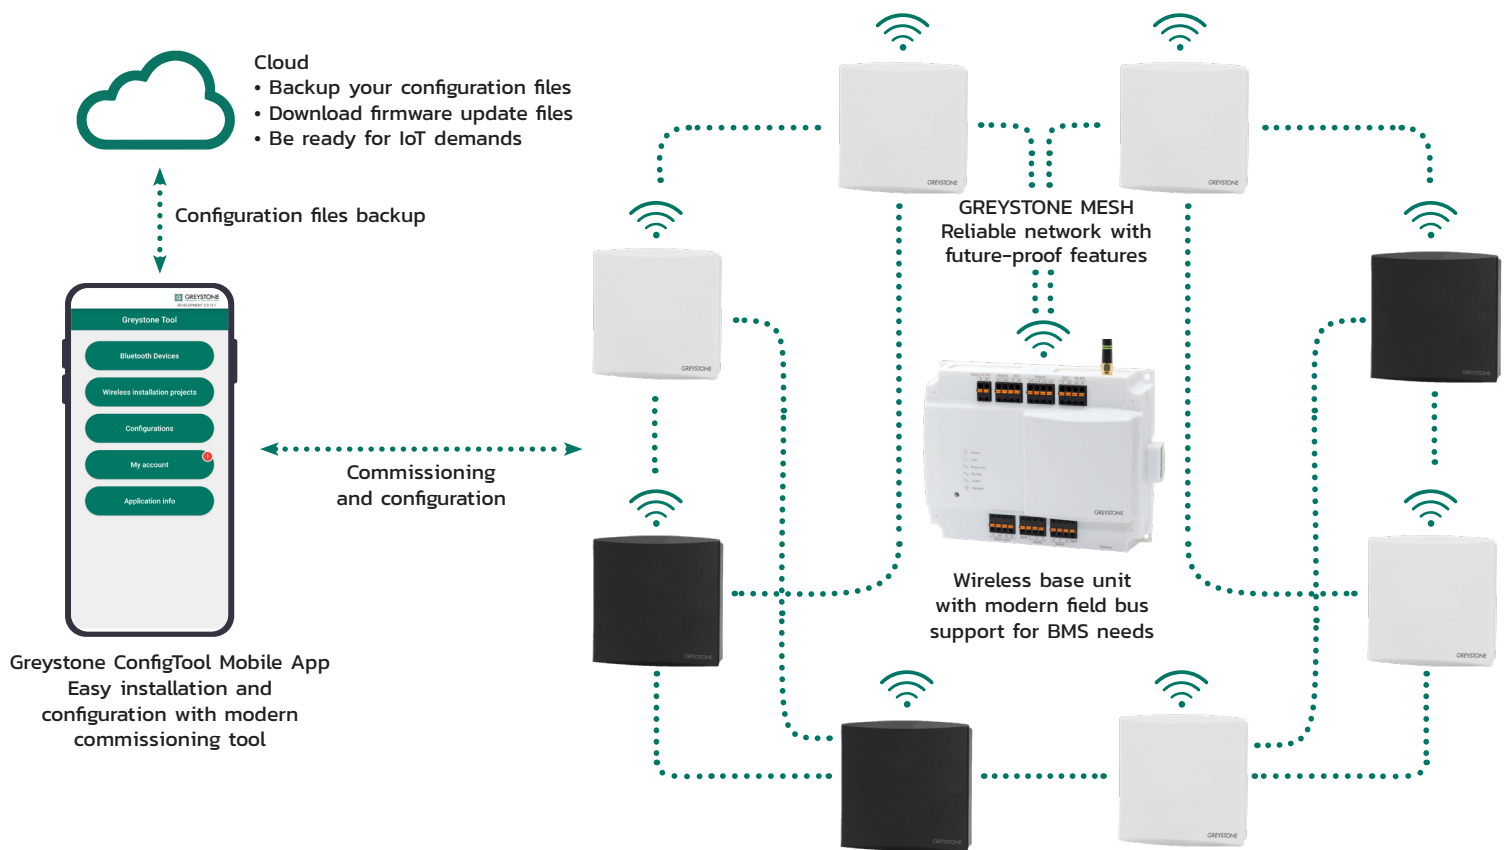 Cloud
• Backup your configuration files
• Download firmware update files
• Be ready for IoT demands
Configuration files backup
GREYSTONE
Greystone Tool
Bluetooth Devices
Wireless installation projects
Configurations
My account
!
Application info
Greystone ConfigTool Mobile App
Easy installation and
configuration with modern
commissioning tool
Commissioning
and configuration
GREYSTONE
GREYSTONE
GREYSTONE MESH
Reliable network with
future-proof features
GREYSTONE
GREYSTONE
GREYSTONE
Wireless base unit
with modern field bus
support for BMS needs
GREYSTONE
GREYSTONE
GREYSTONE
GREYSTONE